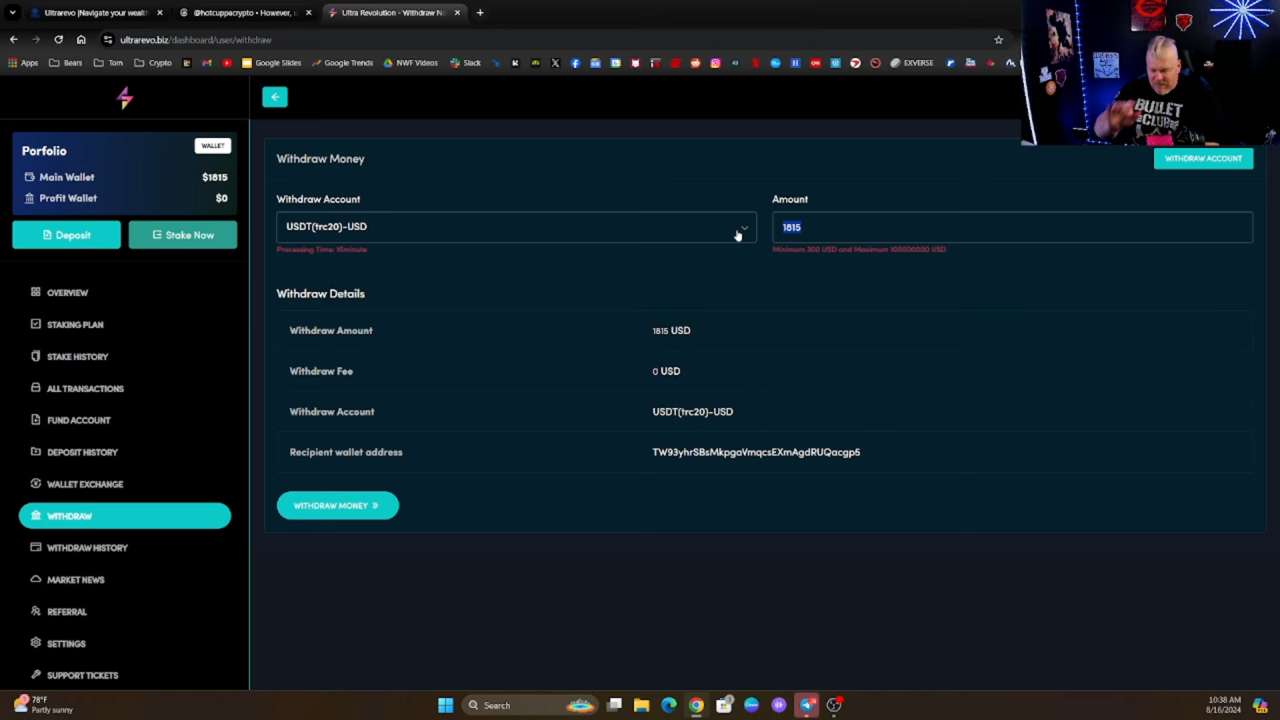 Ultrarevo |Navigate your wealt
@hotcuppacrypto • However, u
Ultra Revolution - Withdraw N
ultrarevo.biz/dashboard/user/withdraw
Apps
Bears
Tom
Crypto
Google Slides
Google Trends
NWF Videos
Slack
EXVERSE
BULLET
CLUB
Porfolio
WALLET
Main Wallet
$1815
Profit Wallet
$0
Deposit
Stake Now
OVERVIEW
STAKING PLAN
STAKE HISTORY
ALL TRANSACTIONS
FUND ACCOUNT
DEPOSIT HISTORY
WALLET EXCHANGE
WITHDRAW
WITHDRAW HISTORY
MARKET NEWS
REFERRAL
SETTINGS
SUPPORT TICKETS
Withdraw Money
WITHDRAW ACCOUNT
Withdraw Account
Amount
USDT(trc20)-USD
1815
Processing Time: 15minute
Minimum 300 USD and Maximum 100000000 USD
Withdraw Details
Withdraw Amount
1815 USD
Withdraw Fee
0 USD
Withdraw Account
USDT(trc20)-USD
Recipient wallet address
TW93yhrSBsMkpgaVmqcsEXmAgdRUQacgp5
WITHDRAW MONEY »
78°F
Partly sunny
Search
10:38 AM
8/16/2024